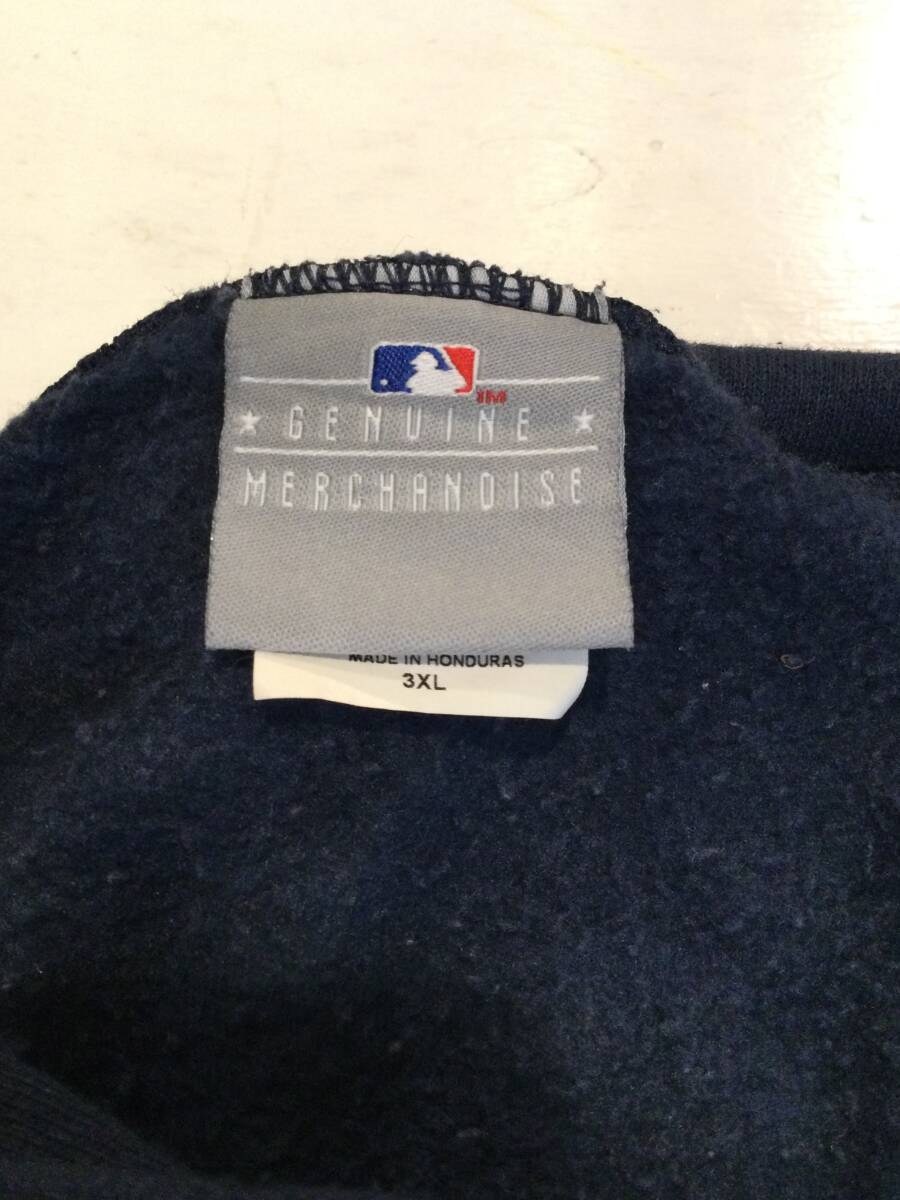 TM
GENUINE
MERCHANDISE
MADE IN HONDURAS
3XL